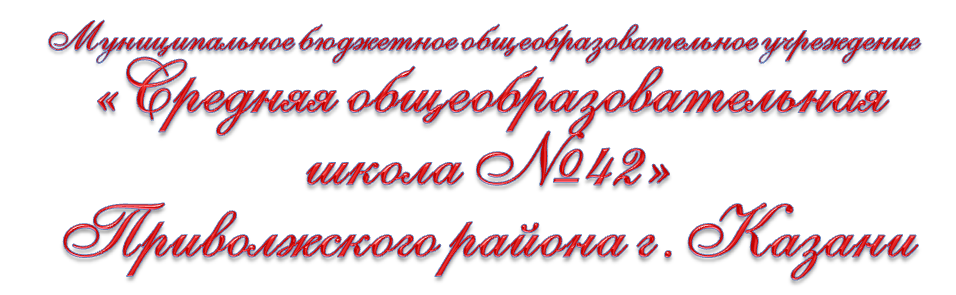 Муниципальное бюджетное общеобразовательное учреждение
«Средняя общеобразовательная
школа №42»
Приволжского района г. Казани